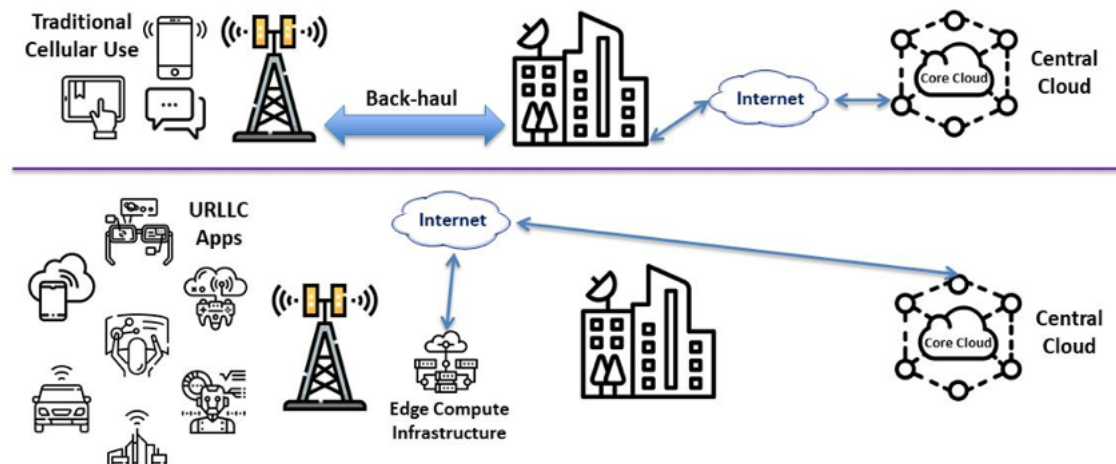 Traditional
Cellular Use
Back-haul
Internet
Core Cloud
Central
Cloud
URLLC
Apps
Internet
Edge Compute
Infrastructure
Core Cloud
Central
Cloud